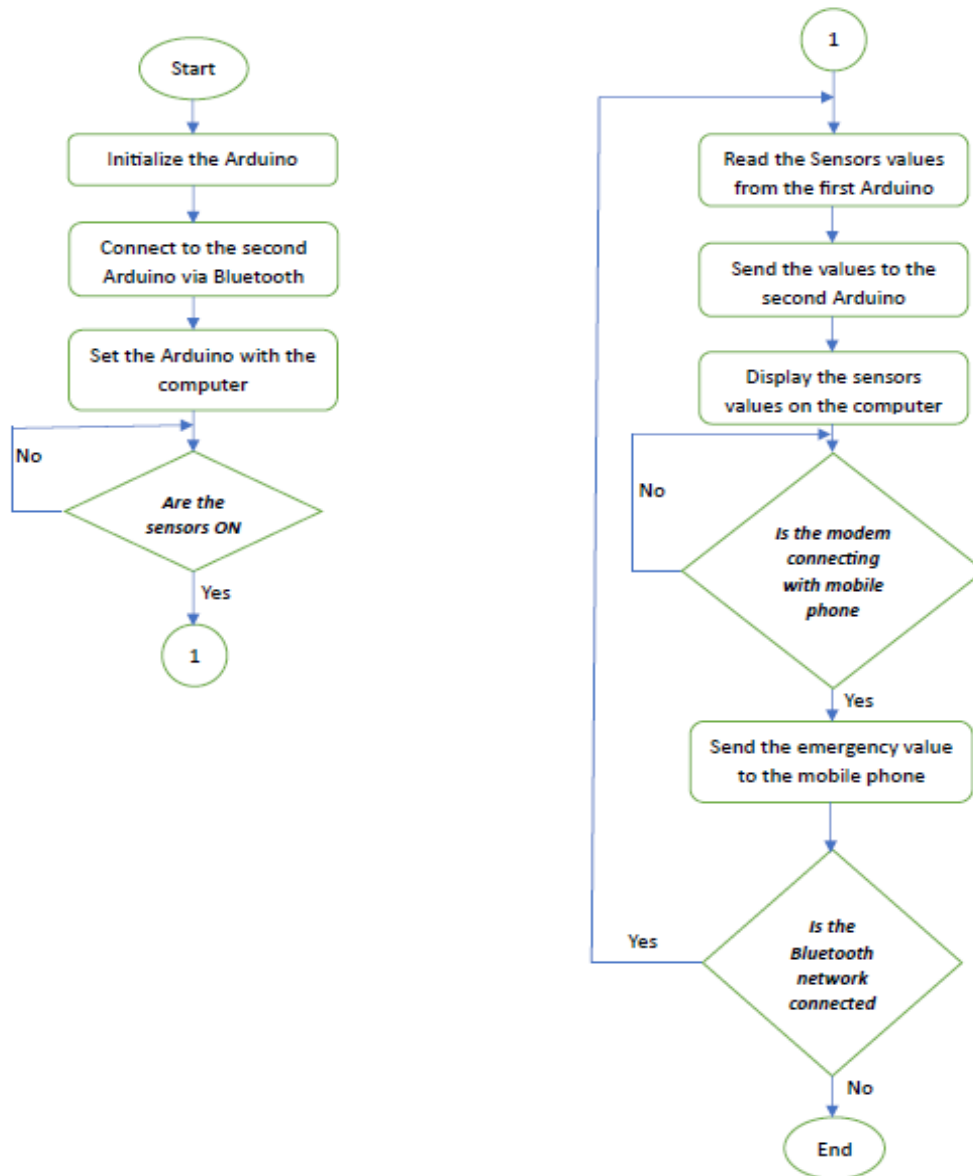 Start
Initialize the Arduino
Connect to the second
Arduino via Bluetooth
Set the Arduino with the
computer
No
Are the
sensors ON
Yes
1
1
Read the Sensors values
from the first Arduino
Send the values to the
second Arduino
Display the sensors
values on the computer
No
Is the modem
connecting
with mobile
phone
Yes
Send the emergency value
to the mobile phone
Yes
Is the
Bluetooth
network
connected
No
End